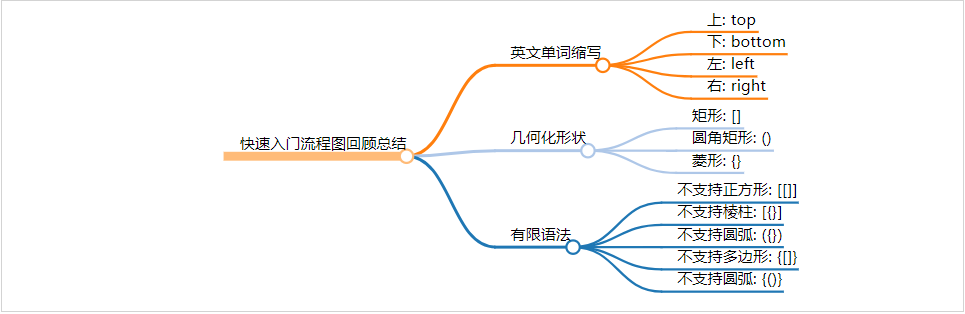 快速入门流程图回顾总结
英文单词缩写
上: top
下: bottom
左: left
右: right
几何化形状
矩形: []
圆角矩形: ()
菱形: {}
有限语法
不支持正方形: [[]]
不支持棱柱: [{}]
不支持圆弧: ({})
不支持多边形: {[]}
不支持圆弧: {()}